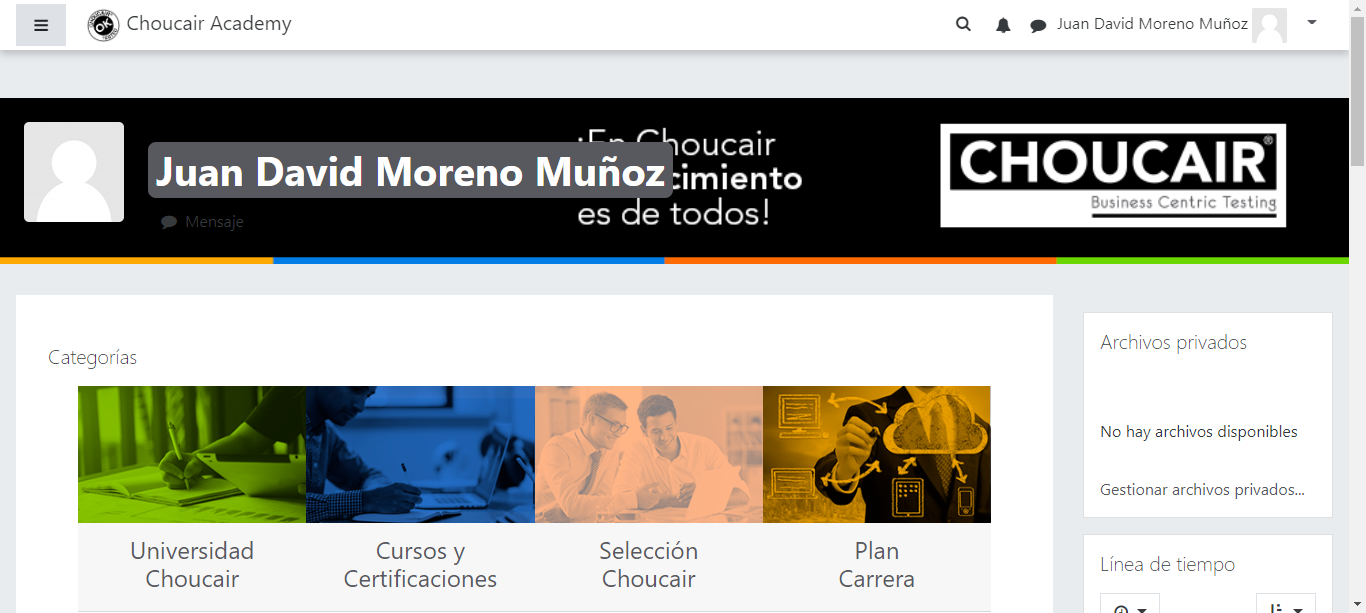 Choucair Academy
Juan David Moreno Muñoz
¡En Choucair
Juan David Moreno Muñoz
es de todos!
Mensaje
CHOUCAIR®
Business Centric Testing
Categorías
Universidad
Choucair
Cursos y
Certificaciones
Selección
Choucair
Plan
Carrera
Archivos privados
No hay archivos disponibles
Gestionar archivos privados...
Línea de tiempo